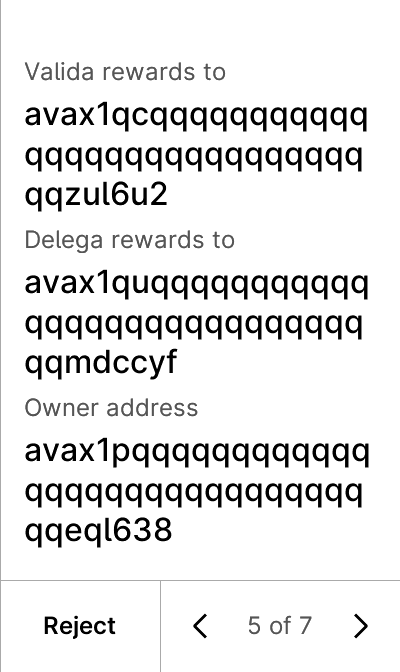 Valida rewards to
avax1qcqqqqqqqqqqq
qqqqqqqqqqqqqqqqq
qqzul6u2
Delega rewards to
avax1quqqqqqqqqqqq
qqqqqqqqqqqqqqqqq
qqmdccyf
Owner address
avax1pqqqqqqqqqqqq
qqqqqqqqqqqqqqqqq
qqeql638
Reject
5 of 7